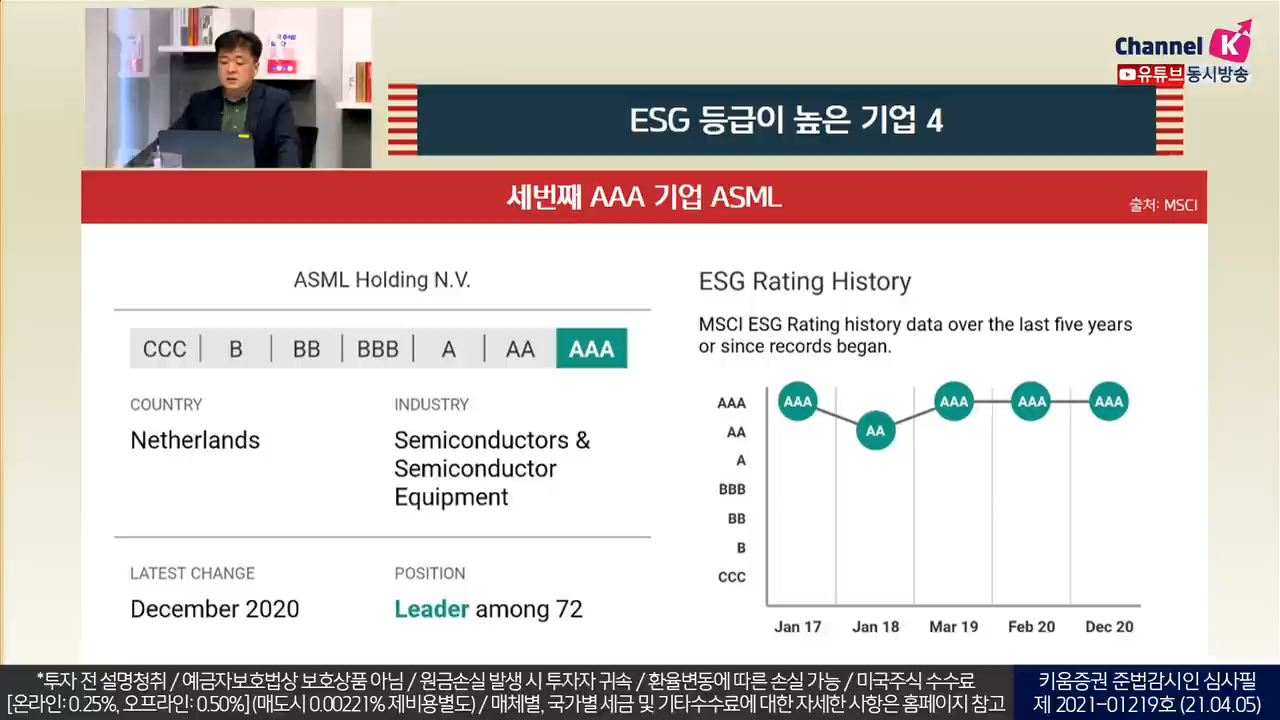 Channel K
유튜브 동시방송
ESG 등급이 높은 기업 4
세번째 AAA 기업 ASML
출처: MSCI
ASML Holding N.V.
CCC B BB BBB A AA AAA
COUNTRY
Netherlands
INDUSTRY
Semiconductors &
Semiconductor
Equipment
LATEST CHANGE
December 2020
POSITION
Leader among 72
ESG Rating History
MSCI ESG Rating history data over the last five years
or since records began.
AAA
AA
A
BBB
BB
B
CCC
AAA AA AAA AAA AAA
Jan 17 Jan 18 Mar 19 Feb 20 Dec 20
*투자 전 설명청취 / 예금자보호법상 보호상품 아님 / 원금손실 발생 시 투자자 귀속 / 환율변동에 따른 손실 가능 / 미국주식 수수료
[온라인: 0.25%, 오프라인: 0.50%] (매도시 0.00221% 제비용별도) / 매체별, 국가별 세금 및 기타수수료에 대한 자세한 사항은 홈페이지 참고
키움증권 준법감시인 심사필
제 2021-01219호 (21.04.05)